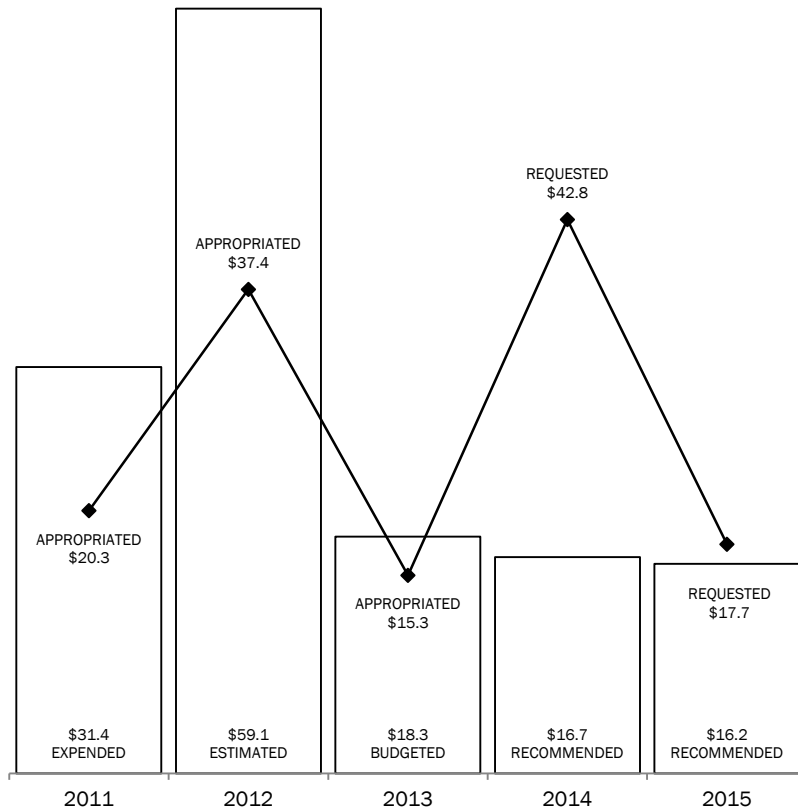 REQUESTED
$42.8
APPROPRIATED
$37.4
APPROPRIATED
$20.3
APPROPRIATED
$15.3
REQUESTED
$17.7
$31.4
EXPENDED
$59.1
ESTIMATED
$18.3
BUDGETED
$16.7
RECOMMENDED
$16.2
RECOMMENDED
2011
2012
2013
2014
2015